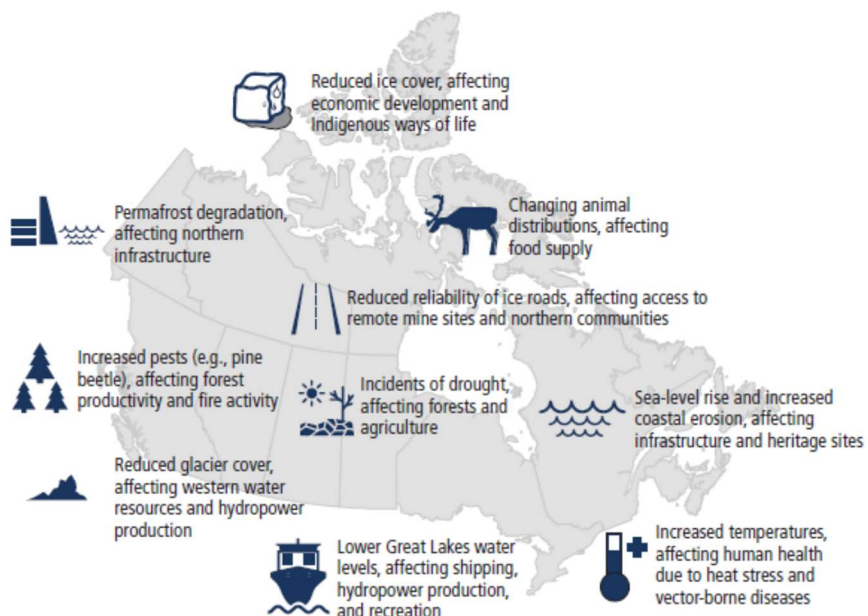 Reduced ice cover, affecting
economic development and
Indigenous ways of life
Permafrost degradation,
affecting northern
infrastructure
Changing animal
distributions, affecting
food supply
Reduced reliability of ice roads, affecting access to
remote mine sites and northern communities
Increased pests (e.g., pine
beetle), affecting forest
productivity and fire activity
Incidents of drought,
affecting forests and
agriculture
Sea-level rise and increased
coastal erosion, affecting
infrastructure and heritage sites
Reduced glacier cover,
affecting western water
resources and hydropower
production
Lower Great Lakes water
levels, affecting shipping,
hydropower production,
and recreation
Increased temperatures,
affecting human health
due to heat stress and
vector-borne diseases